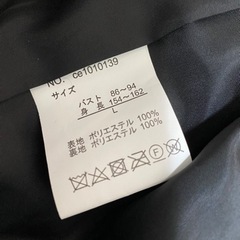 NO. ce1010139
サイズ
バスト 86~94
身長 154~162
L
表地 ポリエステル 100%
裏地 ポリエステル 100%
F